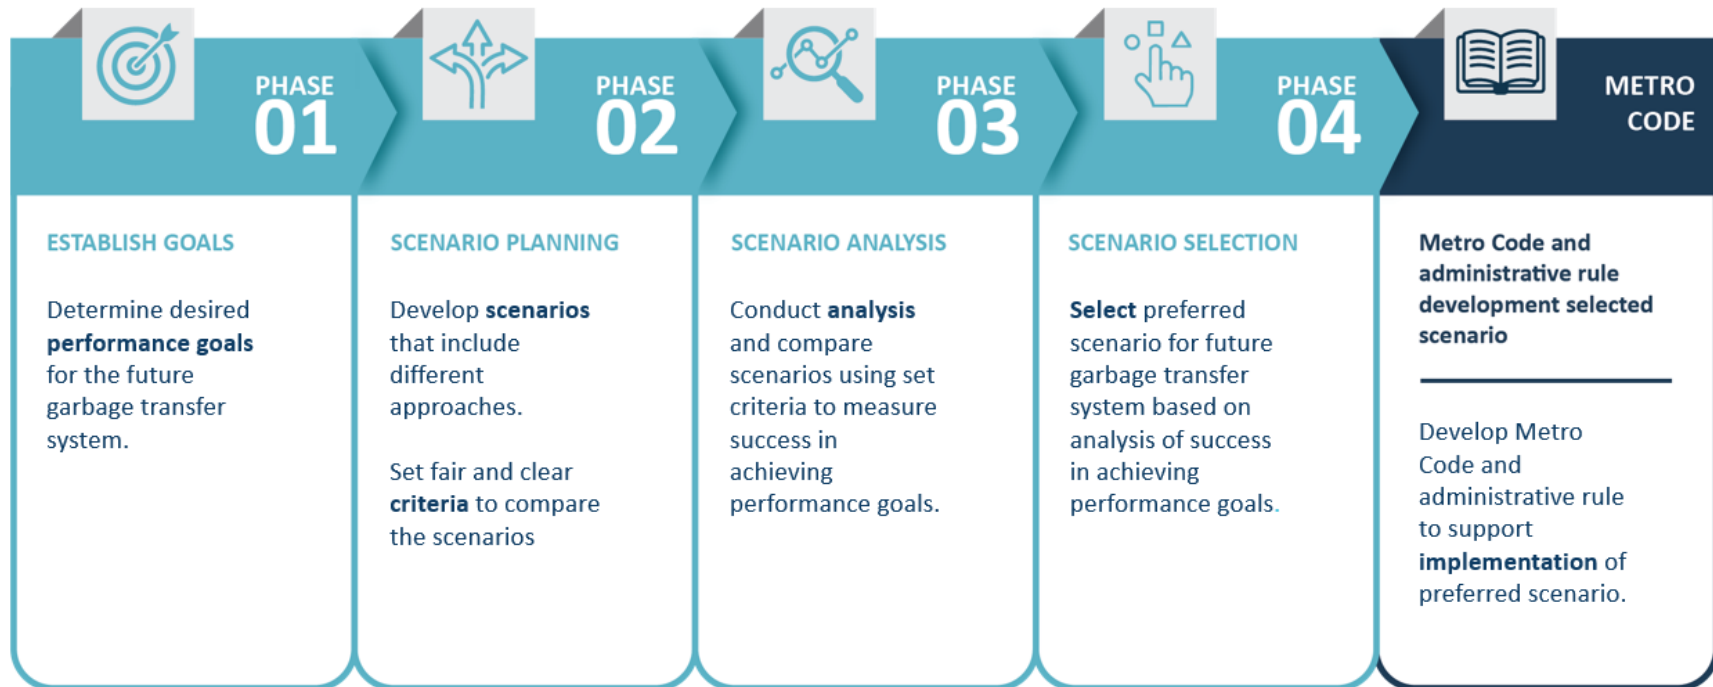 PHASE
01
ESTABLISH GOALS
Determine desired
performance goals
for the future
garbage transfer
system.
PHASE
02
SCENARIO PLANNING
Develop scenarios
that include
different
approaches.
Set fair and clear
criteria to compare
the scenarios
PHASE
03
SCENARIO ANALYSIS
Conduct analysis
and compare
scenarios using set
criteria to measure
success in
achieving
performance goals.
PHASE
04
SCENARIO SELECTION
Select preferred
scenario for future
garbage transfer
system based on
analysis of success
in achieving
performance goals.
METRO
CODE
Metro Code and
administrative rule
development selected
scenario
Develop Metro
Code and
administrative rule
to support
implementation of
preferred scenario.